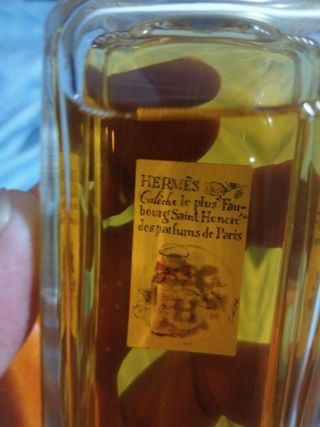 HERMÈS
Calèche le plus "Fau-
bourg Saint Honoré"
des parfums de Paris